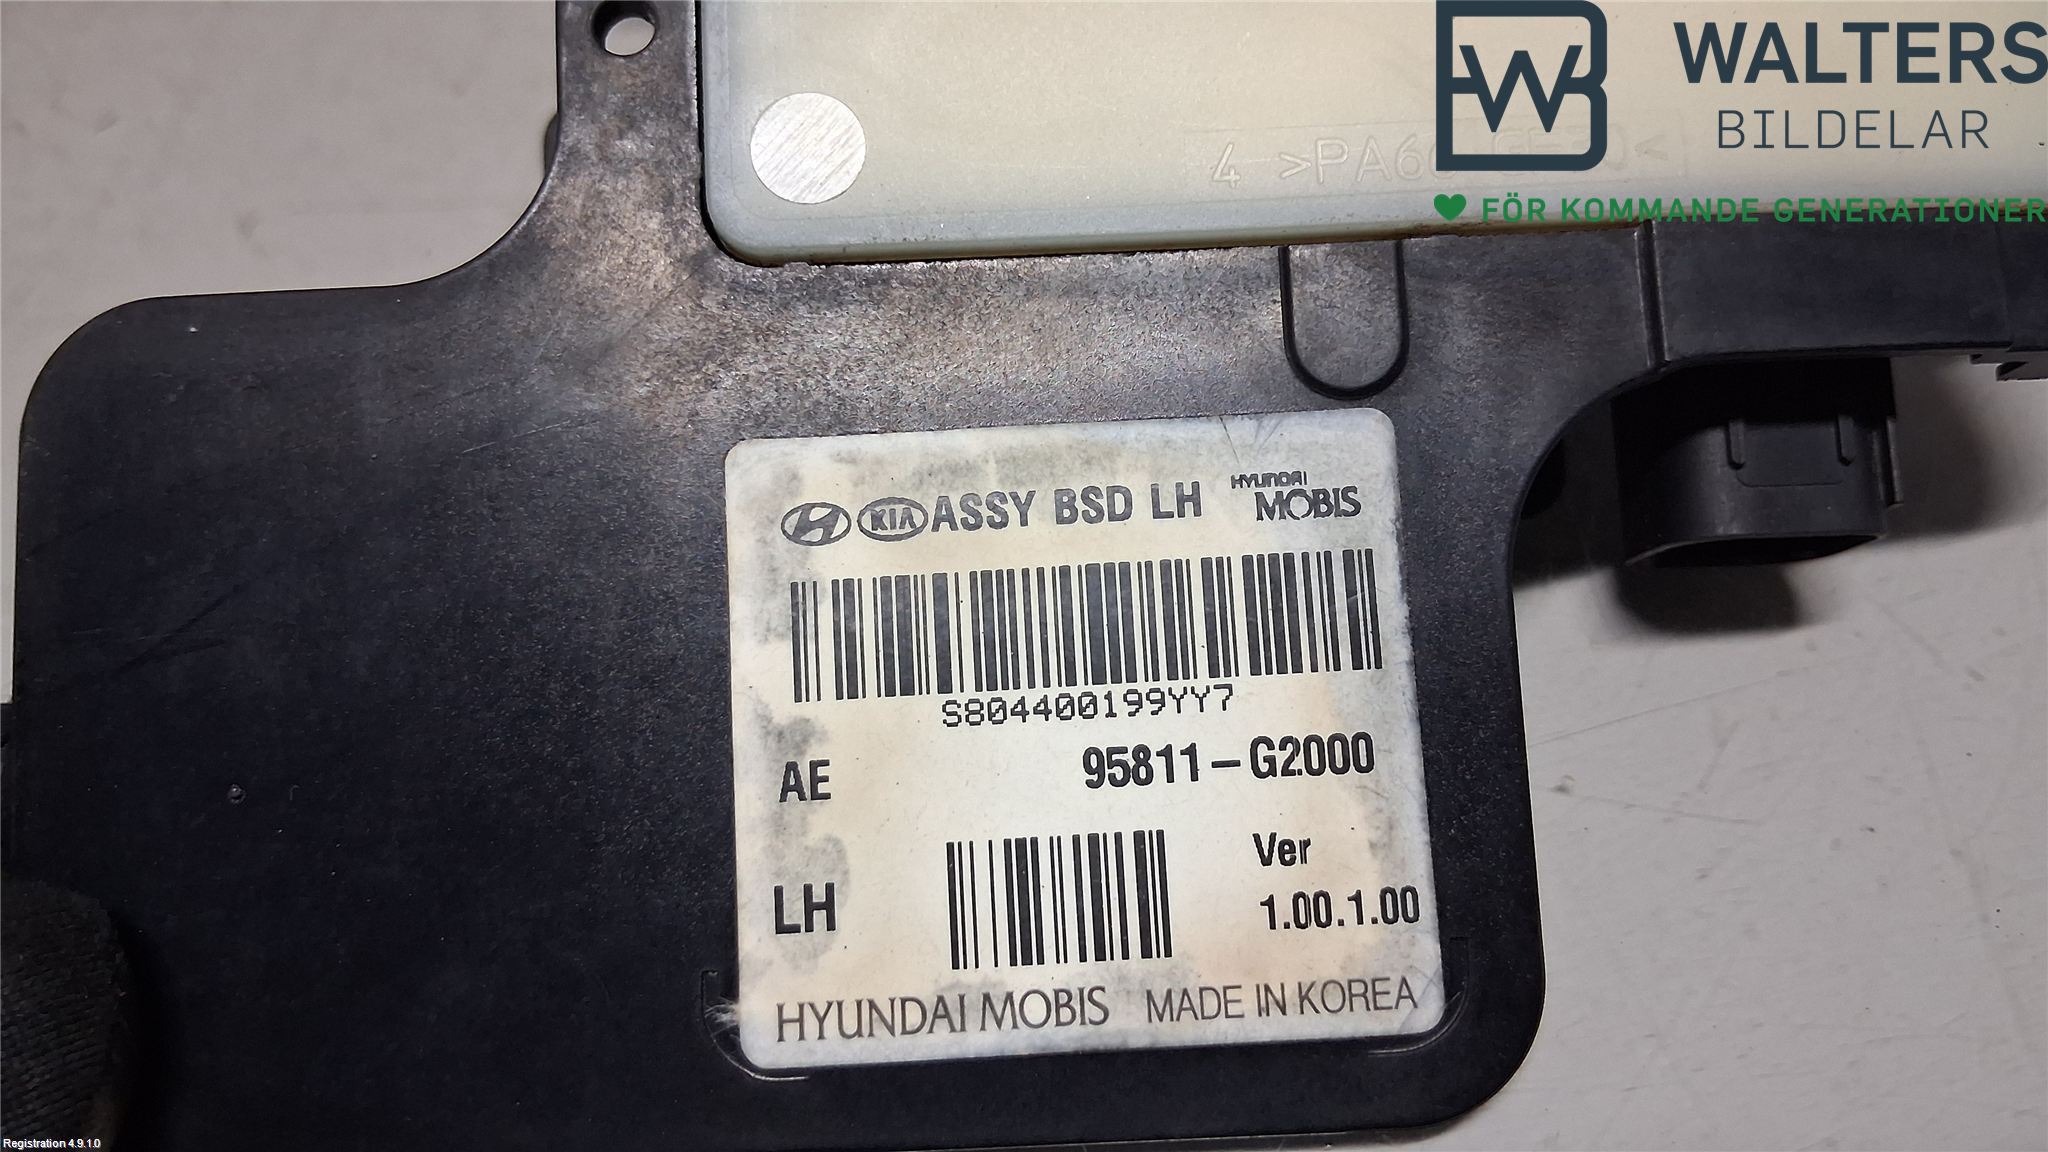 WALTERS
BILDELAR
FÖR KOMMANDE GENERATIONER
4 >PA6
KIA ASSY BSD LH HYUNDAI MOBIS
S804400199YY7
AE 95811-G2000
LH Ver 1.00.1.00
HYUNDAI MOBIS MADE IN KOREA
Registration 4.9.1.0